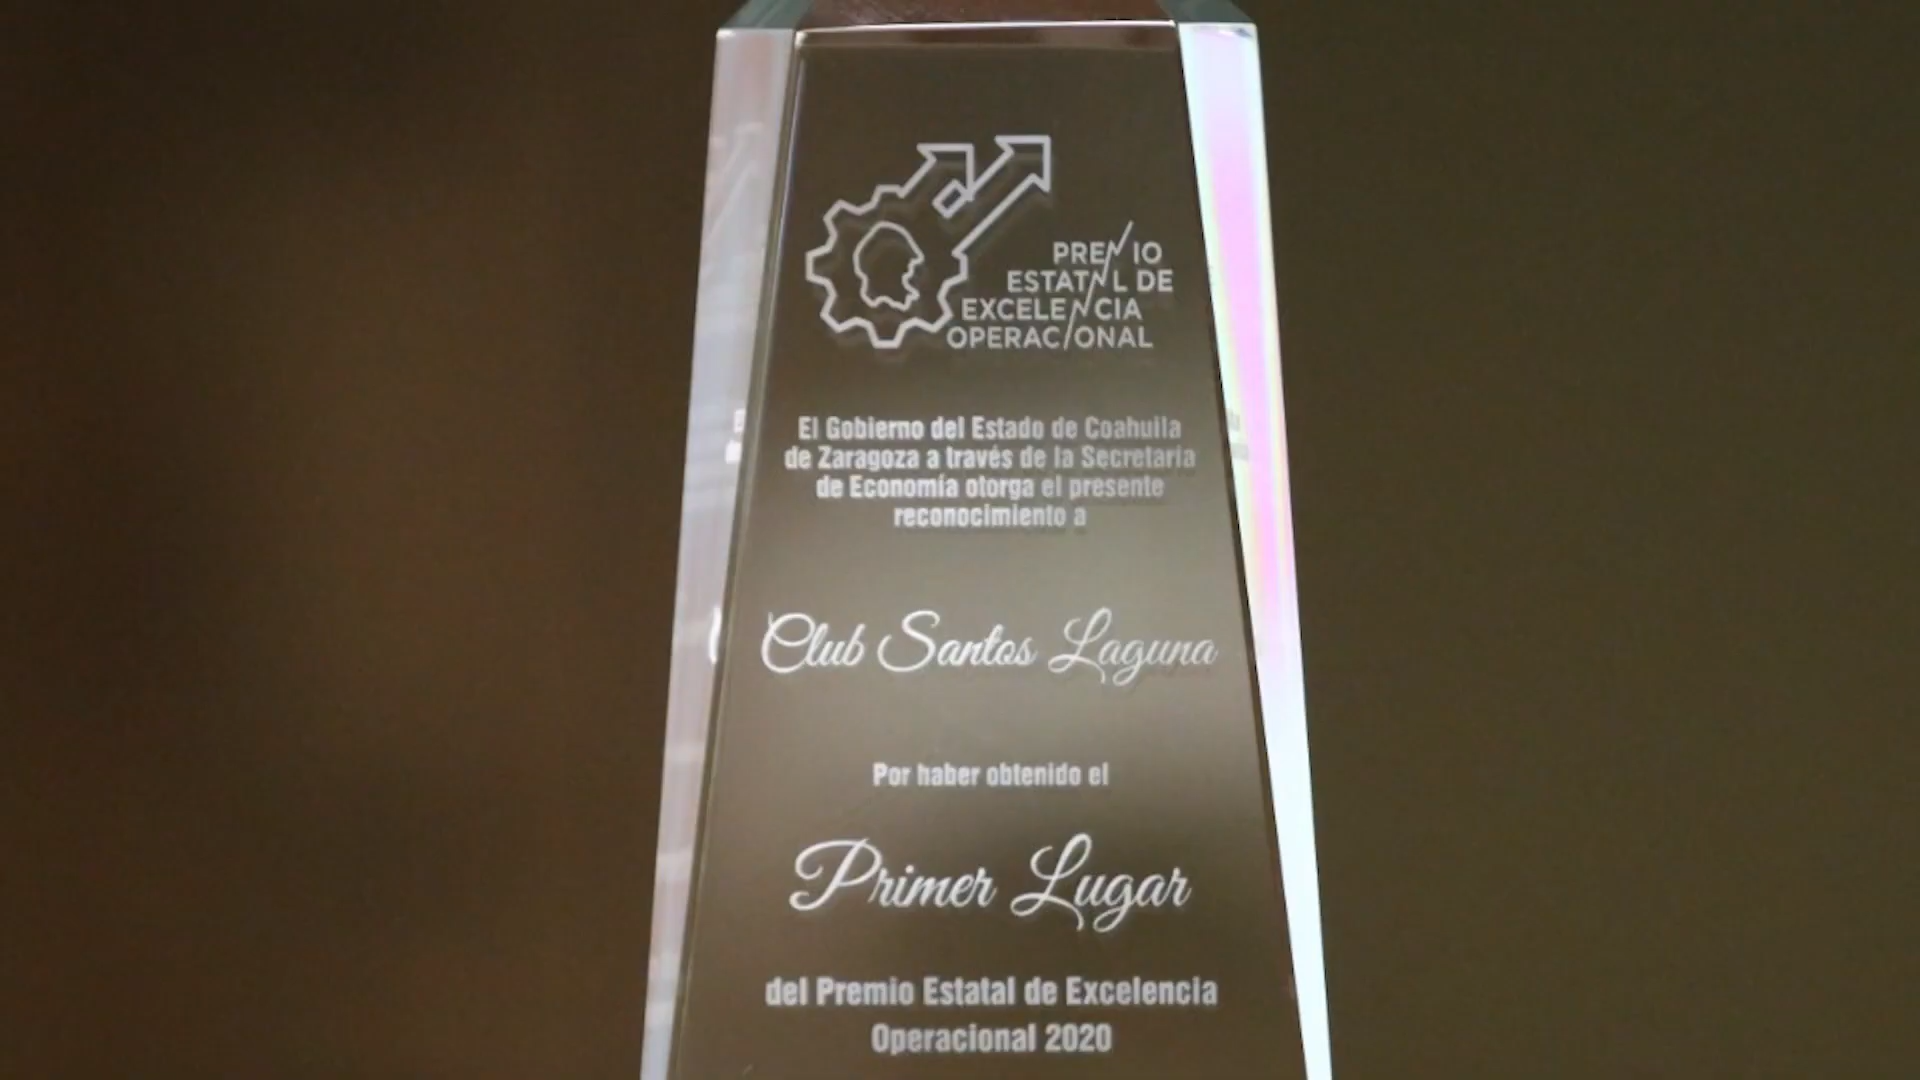 PREMIO
ESTATAL DE
EXCELENCIA
OPERACIONAL
El Gobierno del Estado de Coahuila
de Zaragoza a través de la Secretaria
de Economía otorga el presente
reconocimiento a
Club Santos Laguna
Por haber obtenido el
Primer Lugar
del Premio Estatal de Excelencia
Operacional 2020